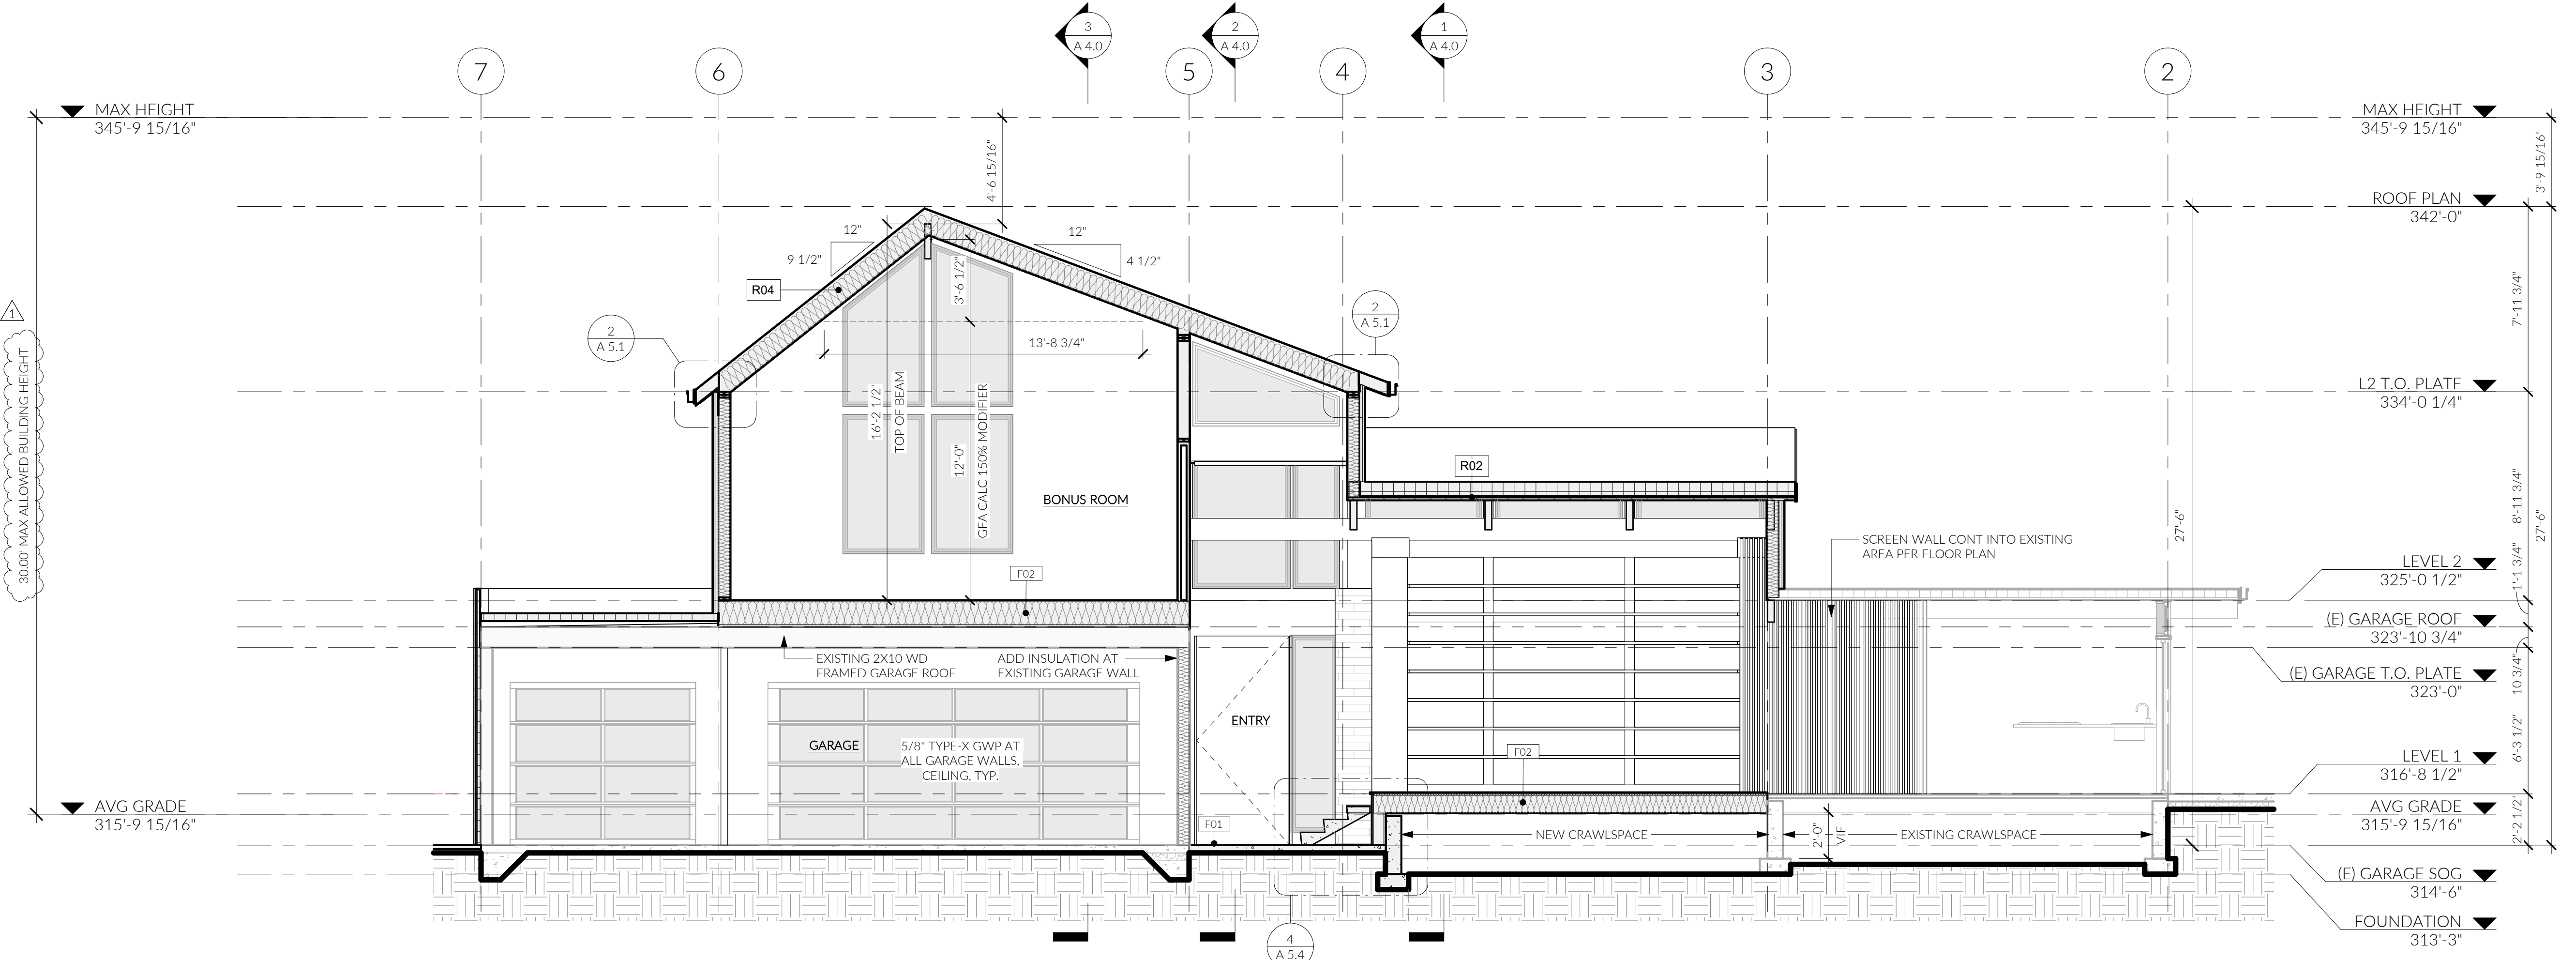 3
A 4.0
2
A 4.0
1
A 4.0
7
6
5
4
3
2
MAX HEIGHT
345'-9 15/16"
MAX HEIGHT
345'-9 15/16"
4'-6 15/16"
3'-9 15/16"
ROOF PLAN
342'-0"
12"
9 1/2"
12"
4 1/2"
R04
3'-6 1/2"
7'-11 3/4"
1
2
A 5.1
2
A 5.1
13'-8 3/4"
30.00' MAX ALLOWED BUILDING HEIGHT
16'-2 1/2"
TOP OF BEAM
12'-0"
GFA CALC 150% MODIFIER
L2 T.O. PLATE
334'-0 1/4"
R02
BONUS ROOM
8'-11 3/4"
27'-6"
27'-6"
SCREEN WALL CONT INTO EXISTING
AREA PER FLOOR PLAN
F02
LEVEL 2
325'-0 1/2"
1'-1 3/4"
(E) GARAGE ROOF
323'-10 3/4"
EXISTING 2X10 WD
FRAMED GARAGE ROOF
ADD INSULATION AT
EXISTING GARAGE WALL
(E) GARAGE T.O. PLATE
323'-0"
10 3/4"
ENTRY
GARAGE
5/8" TYPE-X GWP AT
ALL GARAGE WALLS,
CEILING, TYP.
F02
6'-3 1/2"
LEVEL 1
316'-8 1/2"
AVG GRADE
315'-9 15/16"
AVG GRADE
315'-9 15/16"
F01
NEW CRAWLSPACE
2'-0"
VIF
EXISTING CRAWLSPACE
2'-2 1/2"
(E) GARAGE SOG
314'-6"
FOUNDATION
313'-3"
4
A 5.4